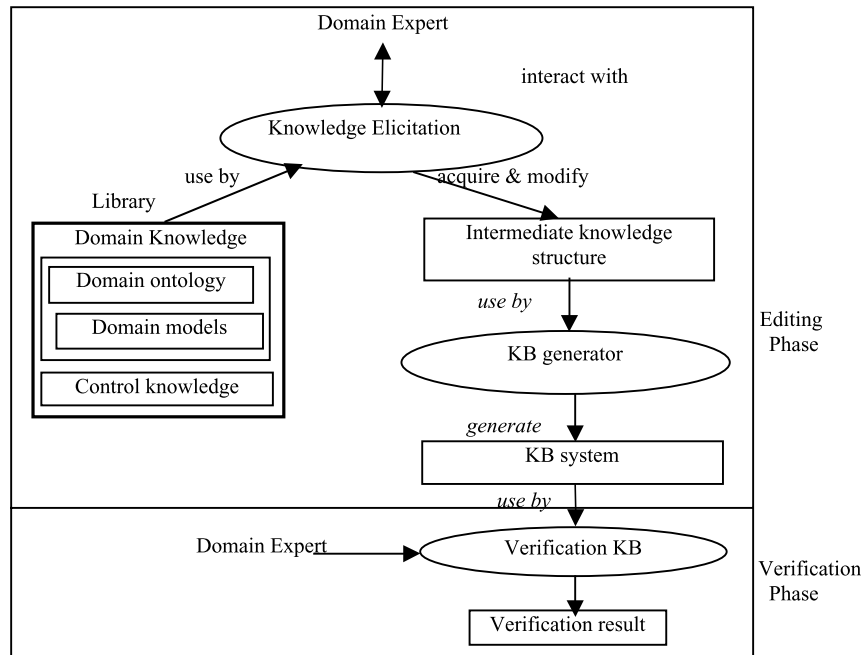 Domain Expert
interact with
Knowledge Elicitation
use by
acquire & modify
Library
Domain Knowledge
Domain ontology
Domain models
Control knowledge
Intermediate knowledge
structure
use by
KB generator
generate
KB system
use by
Editing
Phase
Domain Expert
Verification KB
Verification result
Verification
Phase